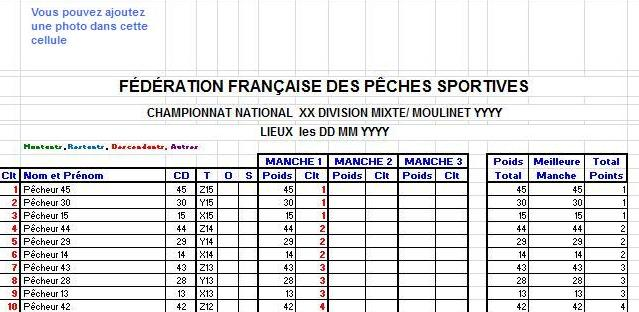 Vous pouvez ajoutez
une photo dans cette
cellule
FÉDÉRATION FRANÇAISE DES PÊCHES SPORTIVES
CHAMPIONNAT NATIONAL XX DIVISION MIXTE/ MOULINET YYYY
LIEUX les DD MM YYYY
Montants, Restants, Descendants, Autres
MANCHE 1 MANCHE 2 MANCHE 3 Poids Meilleure Total
Clt Nom et Prénom CD T O S Poids Clt Poids Clt Poids Clt Total Manche Points
1 Pêcheur 45 45 Z15 45 1 45 45 1
2 Pêcheur 30 30 Y15 30 1 30 30 1
3 Pêcheur 15 15 X15 15 1 15 15 1
4 Pêcheur 44 44 Z14 44 2 44 44 2
5 Pêcheur 29 29 Y14 29 2 29 29 2
6 Pêcheur 14 14 X14 14 2 14 14 2
7 Pêcheur 43 43 Z13 43 3 43 43 3
8 Pêcheur 28 28 Y13 28 3 28 28 3
9 Pêcheur 13 13 X13 13 3 13 13 3
10 Pêcheur 42 42 Z12 42 4 42 42 4